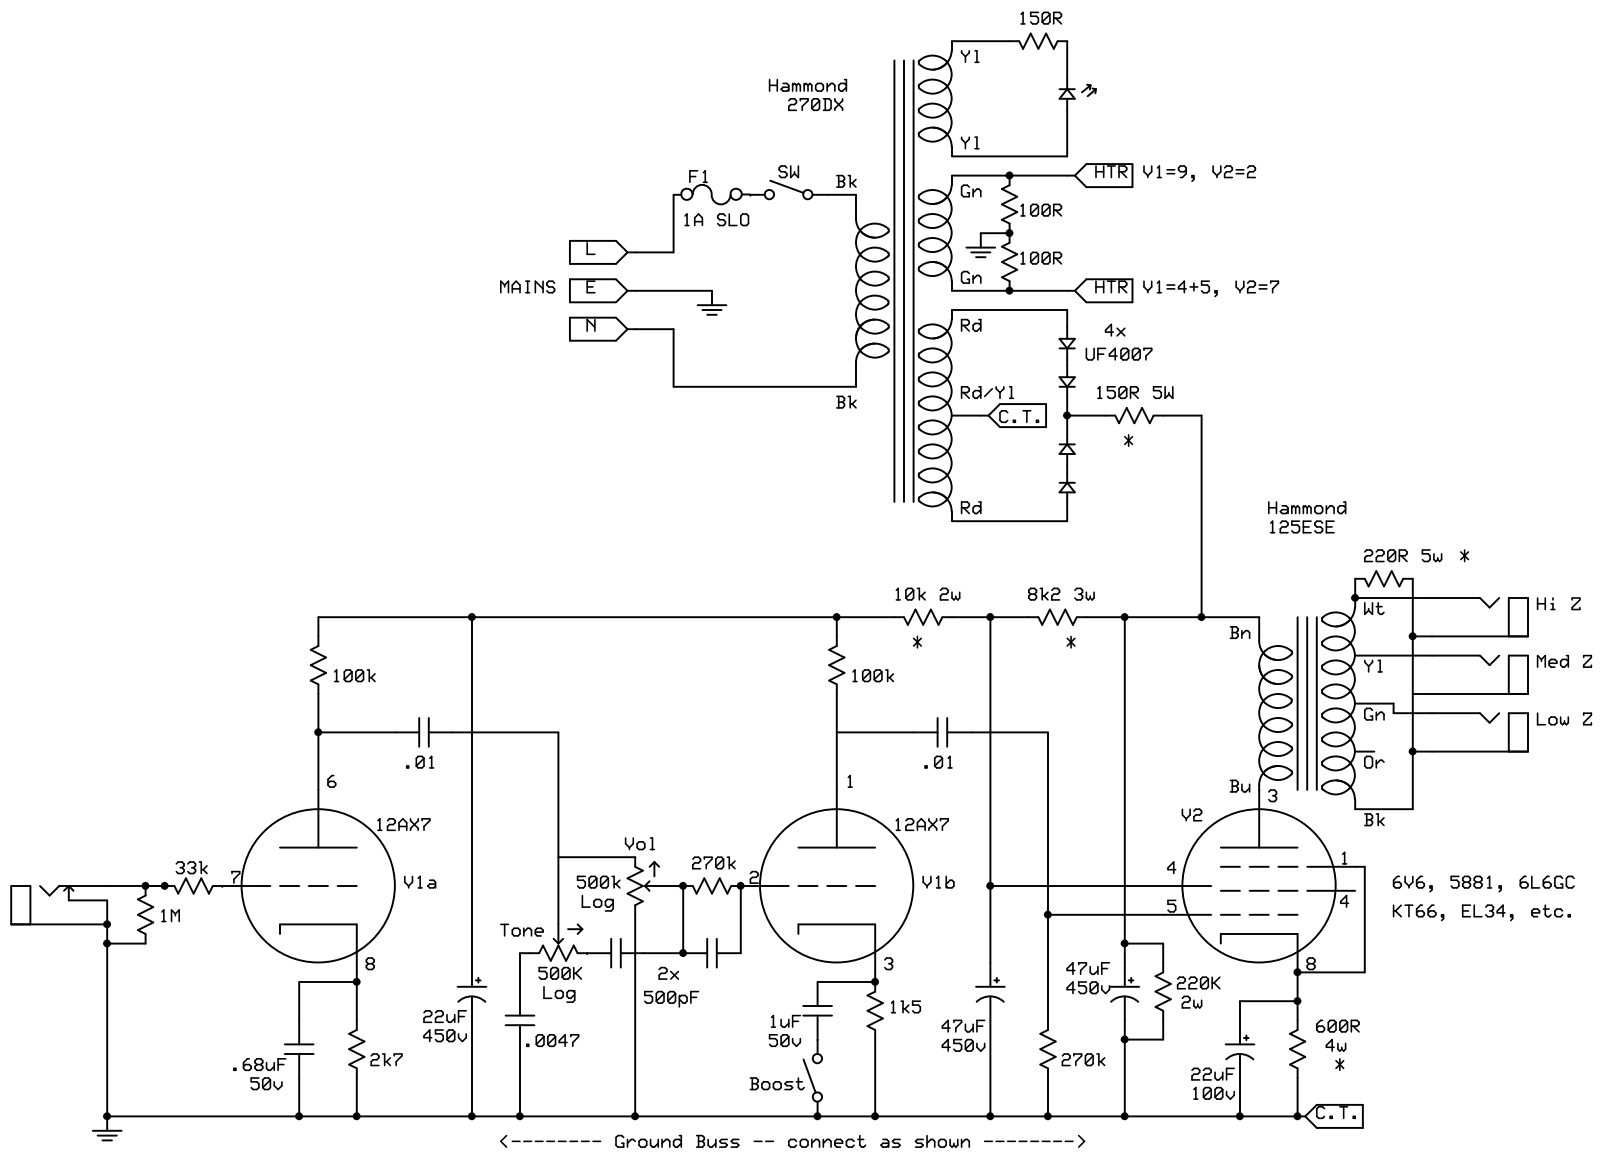 150R
Yl
Hammond
270DX
Yl
HTR V1=9, V2=2
F1
SW
Bk
Gn
1A SLO
100R
L
100R
MAINS
E
Gn
HTR V1=4+5, V2=7
N
Rd
4x
UF4007
Rd/Yl
150R 5W
Bk
C.T.
*
Rd
Hammond
125ESE
220R 5w *
10k 2w
8k2 3w
Wt
Hi Z
*
*
Bn
Yl
Med Z
100k
100k
Gn
Low Z
.01
.01
Or
6
1
Bu
3
V2
Bk
12AX7
12AX7
Vol
33k
270k
4
1
7
500k
2
V1a
Log
V1b
6V6, 5881, 6L6GC
KT66, EL34, etc.
1M
5
4
Tone
8
3
8
500K
Log
2x
500pF
+
+
+
47uF
450v
220K
2w
22uF
450v
1uF
50v
1k5
47uF
450v
600R
4w
*
.0047
+
.68uF
50v
2k7
270k
22uF
100v
Boost
C.T.
<-------- Ground Buss -- connect as shown -------->